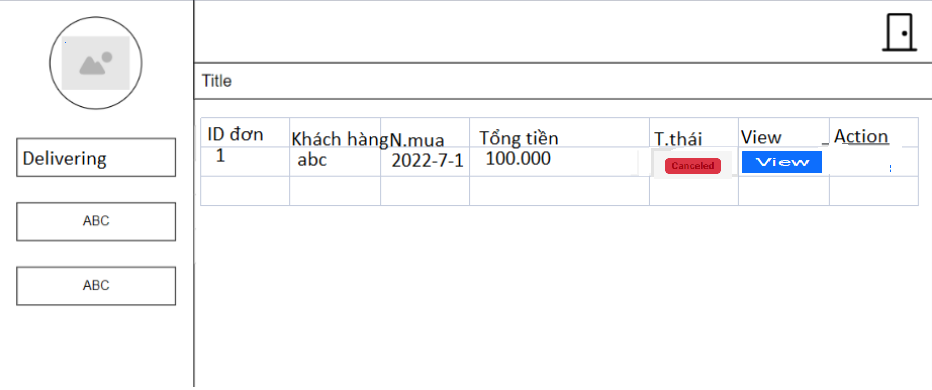 Title
Delivering
ABC
ABC
ID đơn Khách hàng N.mua Tổng tiền T.thái View Action
1 abc 2022-7-1 100.000 Canceled View